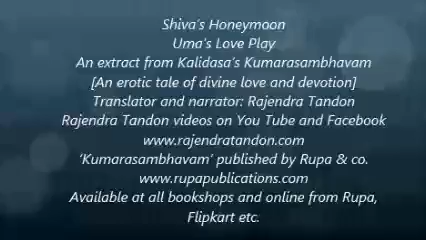 Shiva's Honeymoon
Uma's Love Play
An extract from Kalidasa's Kumarasambhavam
[An erotic tale of divine love and devotion]
Translator and narrator: Rajendra Tandon
Rajendra Tandon videos on You Tube and Facebook
www.rajendratandon.com
'Kumarasambhavam' published by Rupa & co.
www.rupapublications.com
Available at all bookshops and online from Rupa,
Flipkart etc.